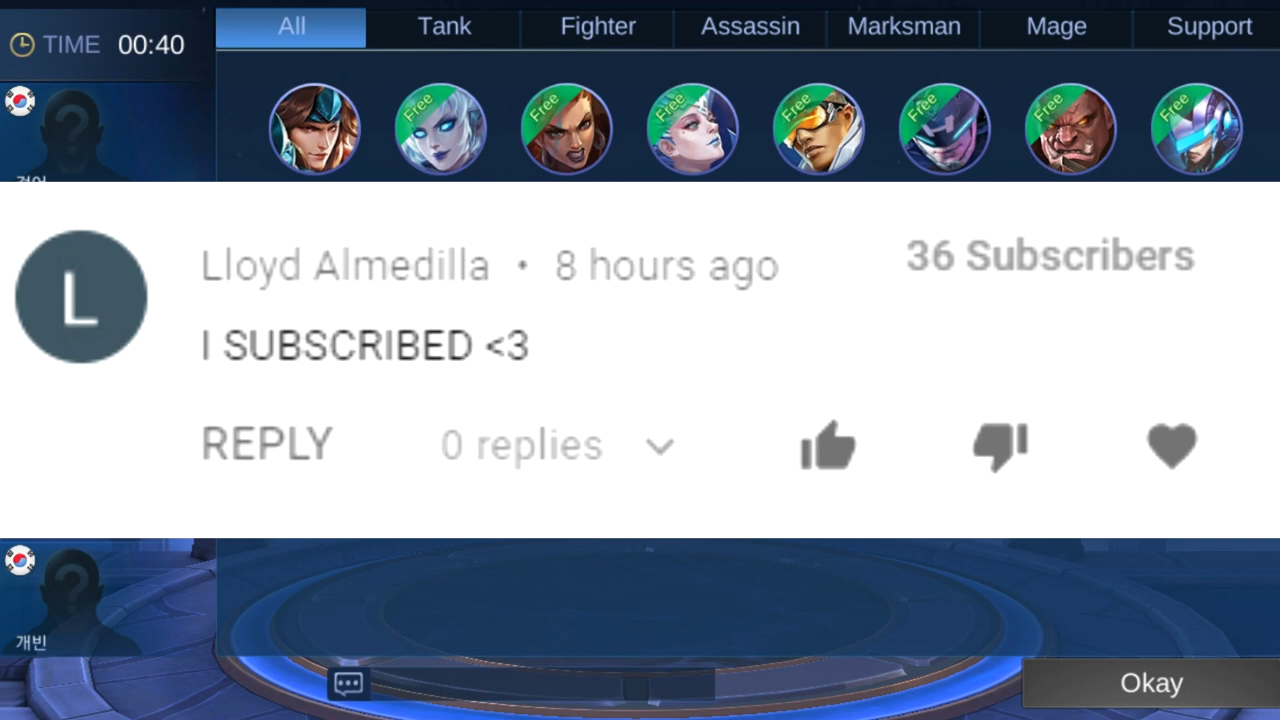 TIME 00:40
All Tank Fighter Assassin Marksman Mage Support
Free Free Free Free Free Free Free
L
Lloyd Almedilla • 8 hours ago
36 Subscribers
I SUBSCRIBED <3
REPLY 0 replies
개빈
Okay